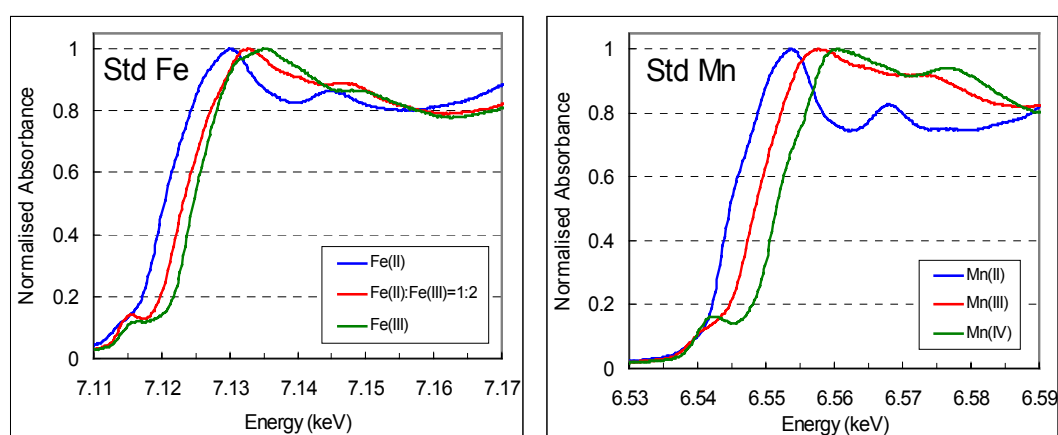 Std Fe
Normalised Absorbance
1
0.8
0.6
0.4
0.2
0
Fe(II)
Fe(II):Fe(III)=1:2
Fe(III)
7.11 7.12 7.13 7.14 7.15 7.16 7.17
Energy (keV)
Std Mn
Normalised Absorbance
1
0.8
0.6
0.4
0.2
0
Mn(II)
Mn(III)
Mn(IV)
6.53 6.54 6.55 6.56 6.57 6.58 6.59
Energy (keV)